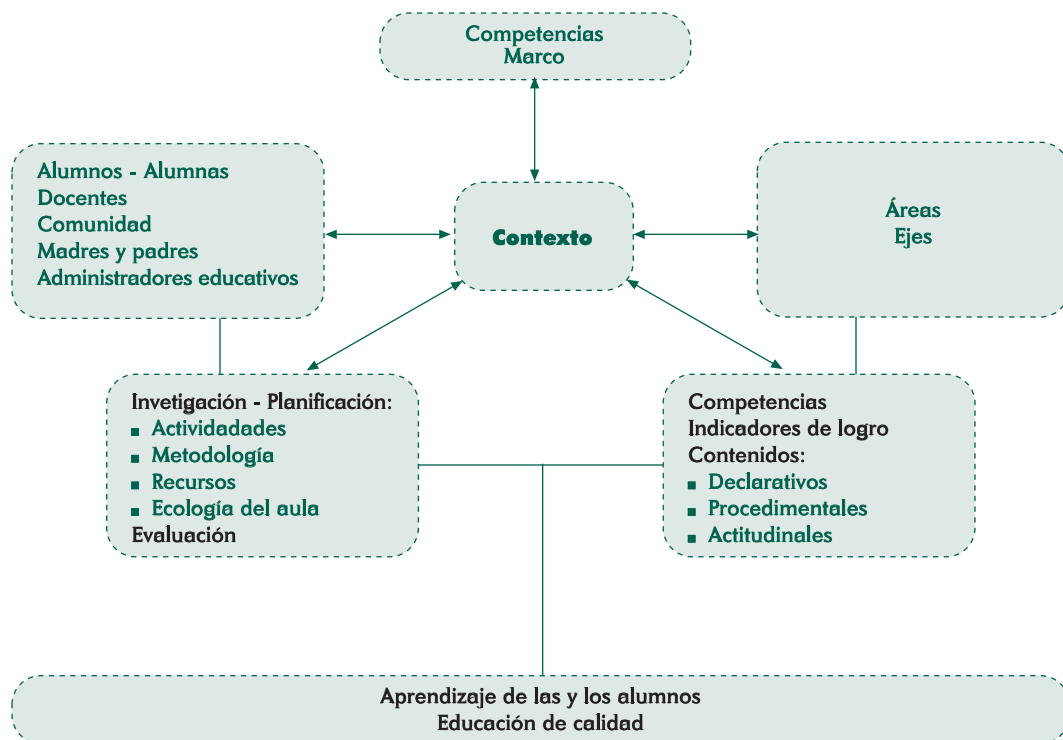 Competencias
Marco
Alumnos - Alumnas
Docentes
Comunidad
Madres y padres
Administradores educativos
Contexto
Áreas
Ejes
Invetigación - Planificación:
▪ Actividadades
▪ Metodología
▪ Recursos
▪ Ecología del aula
Evaluación
Competencias
Indicadores de logro
Contenidos:
▪ Declarativos
▪ Procedimentales
▪ Actitudinales
Aprendizaje de las y los alumnos
Educación de calidad